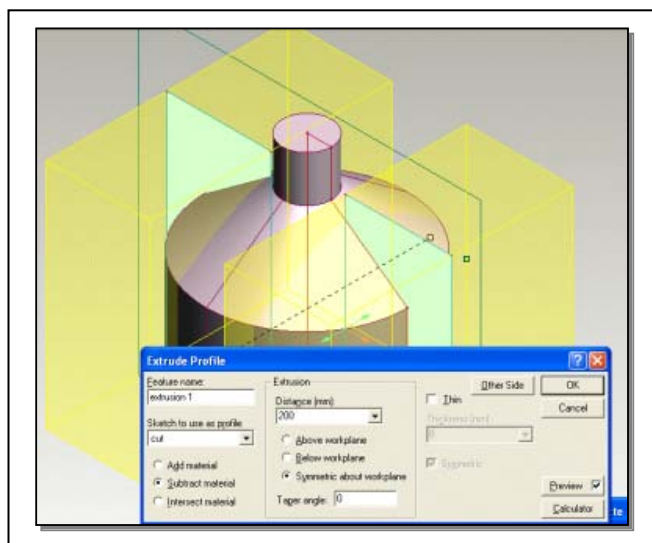 Extrude Profile
Feature name:
extrusion 1
Sketch to use as profile
cut
Add material
Subtract material
Intersect material
Extrusion
Distance (mm)
200
Above workplane
Below workplane
Symmetric about workplane
Taper angle: 0
Other Side
Thin
Thickness (mm)
Symmetric
OK
Cancel
Preview
Calculator